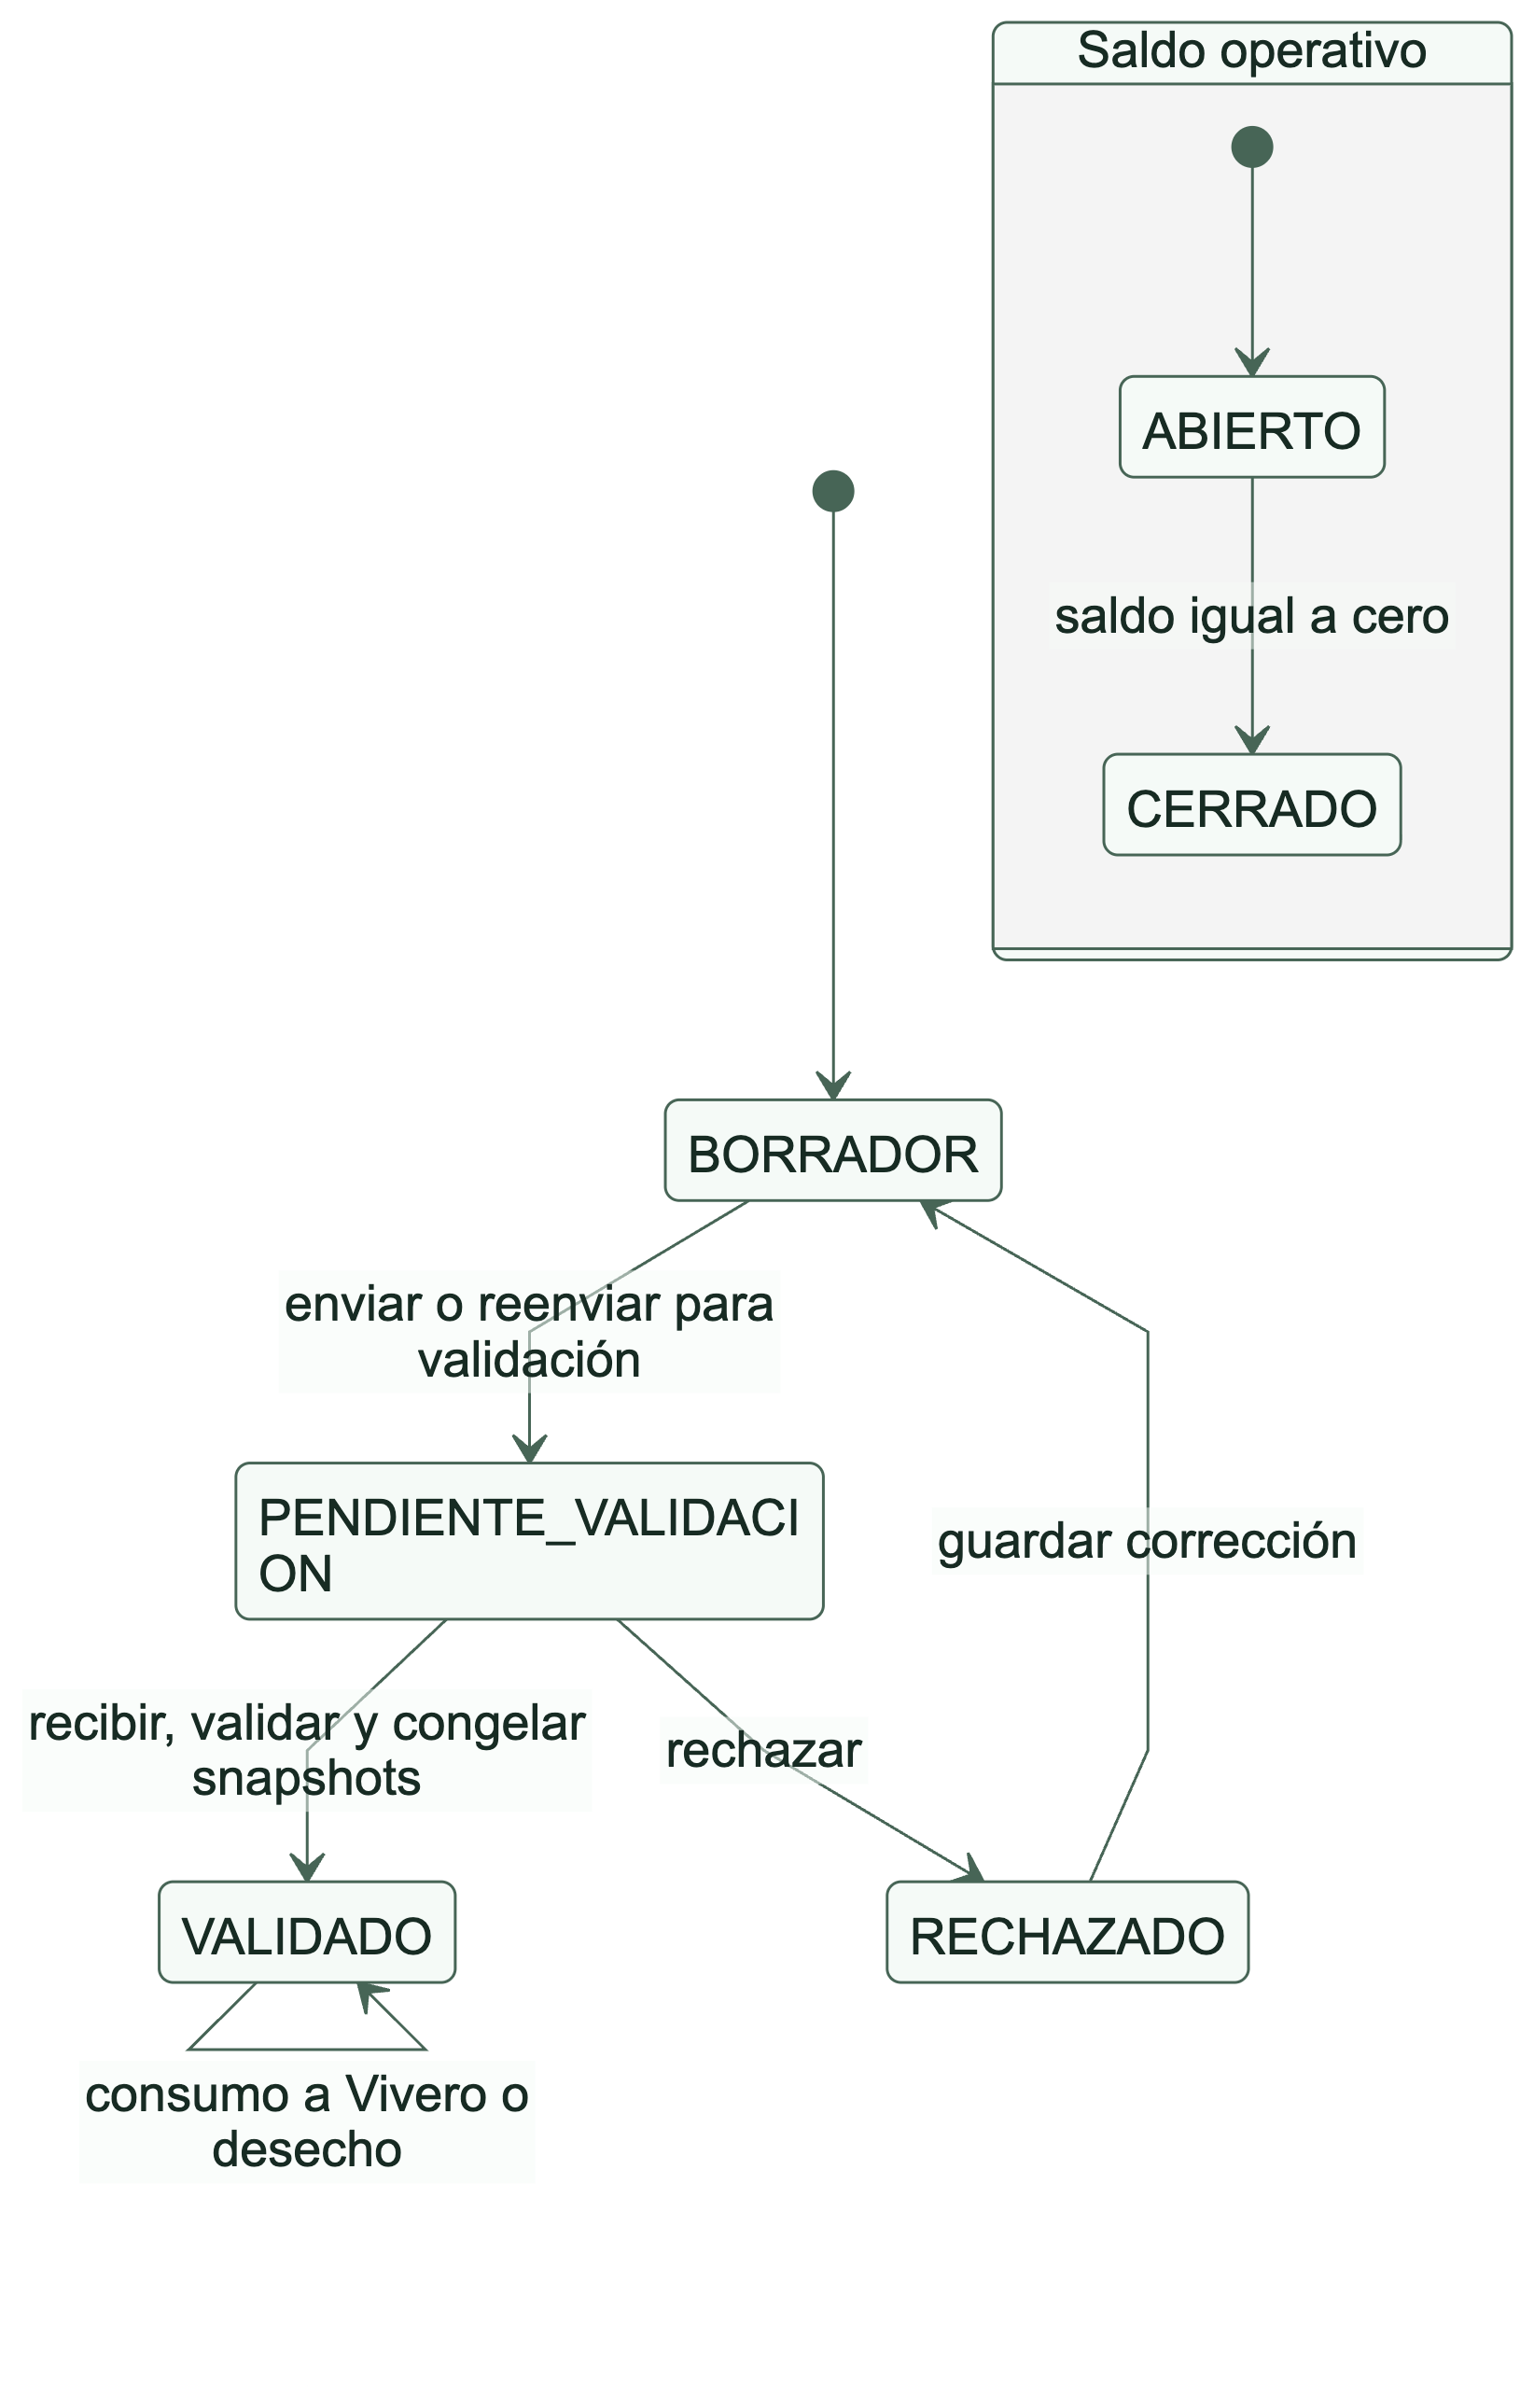 Saldo operativo
ABIERTO
saldo igual a cero
CERRADO
BORRADOR
enviar o reenviar para
validación
PENDIENTE_VALIDACI
ON
guardar corrección
recibir, validar y congelar
snapshots
rechazar
VALIDADO
RECHAZADO
consumo a Vivero o
desecho